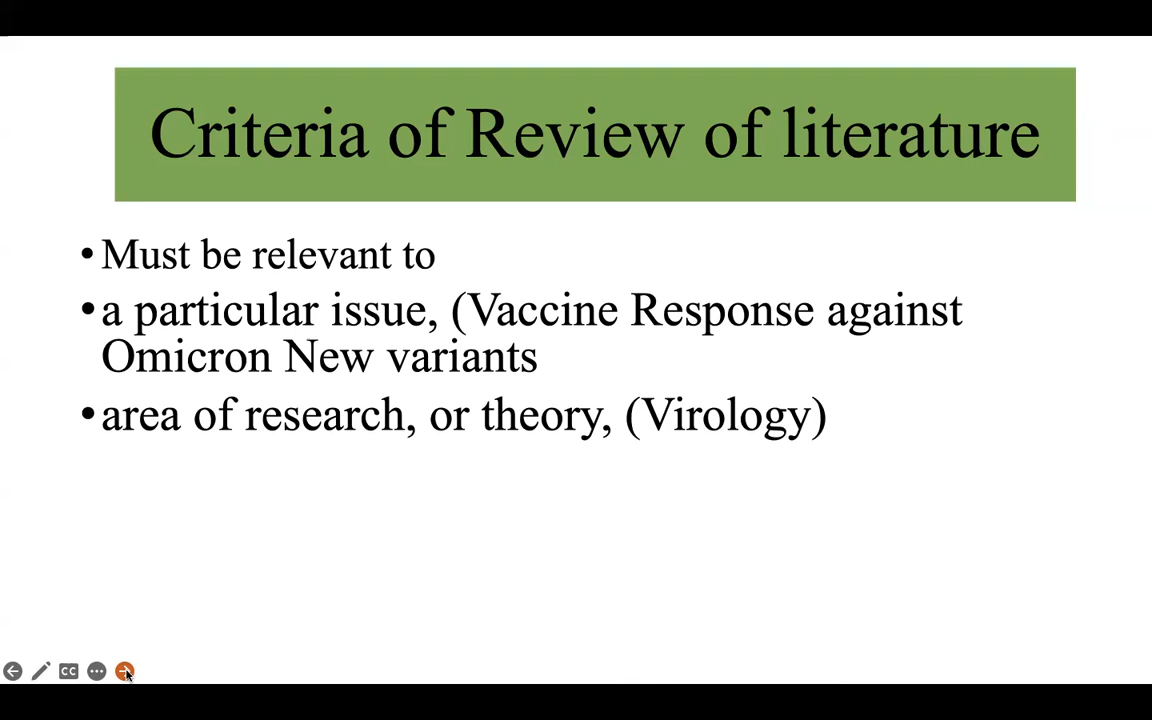 Criteria of Review of literature
•Must be relevant to
•a particular issue, (Vaccine Response against
Omicron New variants
•area of research, or theory, (Virology)
CC